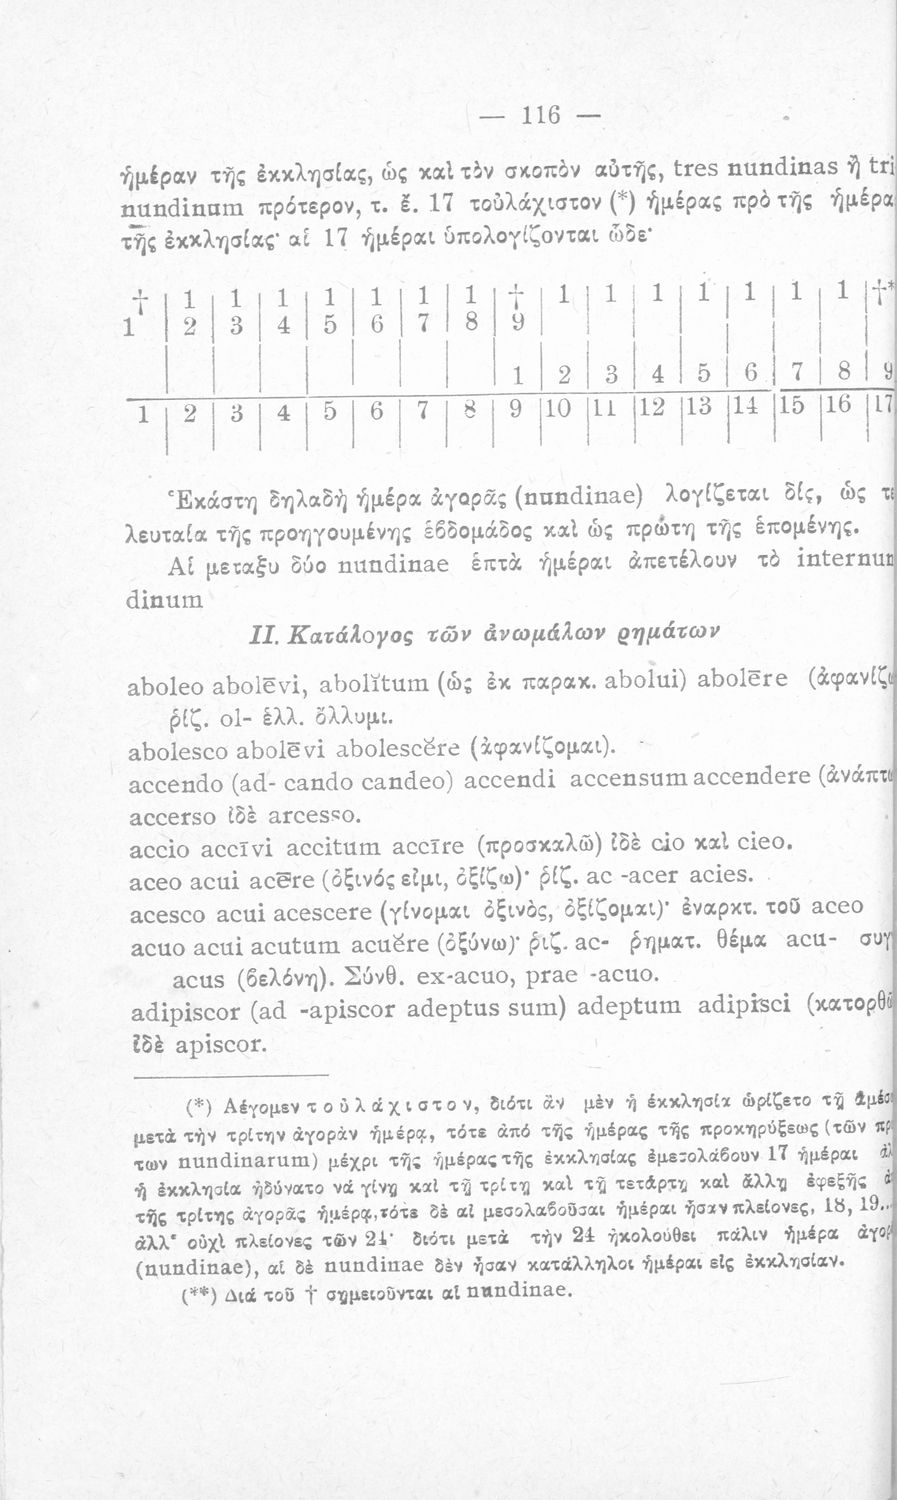 — 116 —
ἡμέραν τῆς ἐκκλησίας, ὡς καὶ τὸν σκοπὸν αὐτῆς, tres nundinas ἢ tri
nundinum πρότερον, τ. ἔ. 17 τοὐλάχιστον (*) ἡμέρας πρὸ τῆς ἡμέρα
τῆς ἐκκλησίας· αἱ 17 ἡμέραι ὑπολογίζονται ὧδε·
† | 1 | 1 | 1 | 1 | 1 | 1 | 1 | † | 1 | 1 | 1 | 1 | 1 | 1 | 1 | †*
1 | 2 | 3 | 4 | 5 | 6 | 7 | 8 | 9
1 | 2 | 3 | 4 | 5 | 6 | 7 | 8 | 9
1 | 2 | 3 | 4 | 5 | 6 | 7 | 8 | 9 | 10 | 11 | 12 | 13 | 14 | 15 | 16 | 17
Ἑκάστη δηλαδὴ ἡμέρα ἀγορᾶς (nundinae) λογίζεται δίς, ὡς τε
λευταία τῆς προηγουμένης ἑβδομάδος καὶ ὡς πρώτη τῆς ἑπομένης.
Αἱ μεταξυ δύο nundinae ἑπτὰ ἡμέραι ἀπετέλουν τὸ internun
dinum
II. Κατάλογος τῶν ἀνωμάλων ρημάτων
aboleo abolēvi, abolĭtum (ὡς ἐκ παρακ. abolui) abolēre (ἀφανίζω
ῥίζ. ol- ἑλλ. ὄλλυμι.
abolesco abolēvi abolescĕre (ἀφανίζομαι).
accendo (ad- cando candeo) accendi accensum accendere (ἀνάπτω
accerso ἰδὲ arcesso.
accio accīvi accitum accīre (προσκαλῶ) ἰδὲ cio καὶ cieo.
aceo acui acēre (ὀξινός εἰμι, ὀξίζω)· ῥίζ. ac -acer acies.
acesco acui acescere (γίνομαι ὀξινὸς, ὀξίζομαι)· ἐναρκτ. τοῦ aceo
acuo acui acutum acuĕre (ὀξύνω)· ῥιζ. ac- ῥηματ. θέμα acu- συγ
acus (βελόνη). Σύνθ. ex-acuo, prae -acuo.
adipiscor (ad -apiscor adeptus sum) adeptum adipisci (κατορθῶ
ἰδὲ apiscor.
(*) Λέγομεν τ ο ὐ λ ά χ ι σ τ ο ν, διότι ἂν μὲν ἡ ἐκκλησία ὡρίζετο τῇ ἀμέσ
μετὰ τὴν τρίτην ἀγορὰν ἡμέρᾳ, τότε ἀπό τῆς ἡμέρας τῆς προκηρύξεως (τῶν πρ
των nundinarum) μέχρι τῆς ἡμέρας τῆς ἐκκλησίας ἐμεσολάβουν 17 ἡμέραι ἀλ
ἡ ἐκκλησία ἠδύνατο νά γίνῃ καὶ τῇ τρίτῃ καὶ τῇ τετάρτῃ καὶ ἄλλῃ ἐφεξῆς ἀ
τῆς τρίτης ἀγορᾶς ἡμέρᾳ, τότε δὲ αἱ μεσολαβοῦσαι ἡμέραι ἦσαν πλείονες, 18, 19..
ἀλλ' οὐχὶ πλείονες τῶν 24· διότι μετὰ τὴν 24 ἠκολούθει πάλιν ἡμέρα ἀγορ
(nundinae), αἱ δὲ nundinae δὲν ἦσαν κατάλληλοι ἡμέραι εἰς ἐκκλησίαν.
(**) Διά τοῦ † σημειοῦνται αἱ nundinae.